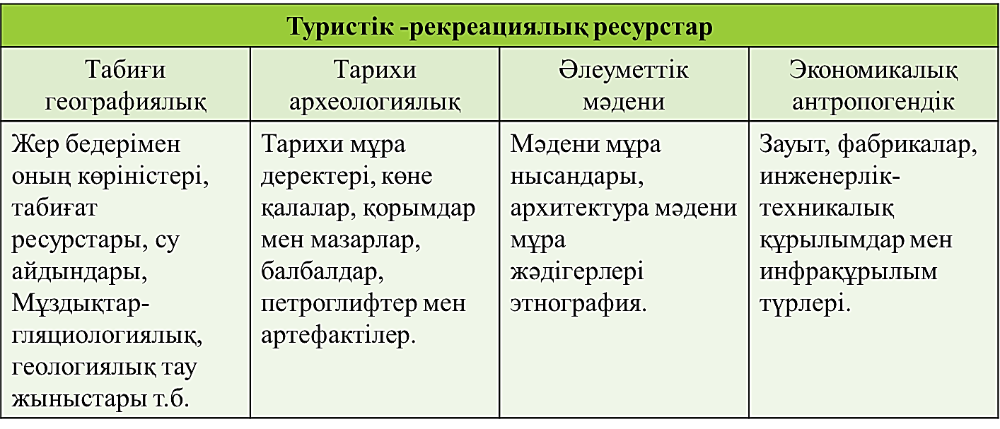 Туристік -рекреациялық ресурстар
Табиғи
географиялық
Тарихи
археологиялық
Әлеуметтік
мәдени
Экономикалық
антропогендік
Жер бедерімен
оның көріністері,
табиғат
ресурстары, су
айдындары,
Мұздықтар-
гляциологиялық,
геологиялық тау
жыныстары т.б.
Тарихи мұра
деректері, көне
қалалар, қорымдар
мен мазарлар,
балбалдар,
петроглифтер мен
артефактілер.
Мәдени мұра
нысандары,
архитектура мәдени
мұра
жәдігерлері
этнография.
Зауыт, фабрикалар,
инженерлік-
техникалық
құрылымдар мен
инфрақұрылым
түрлері.